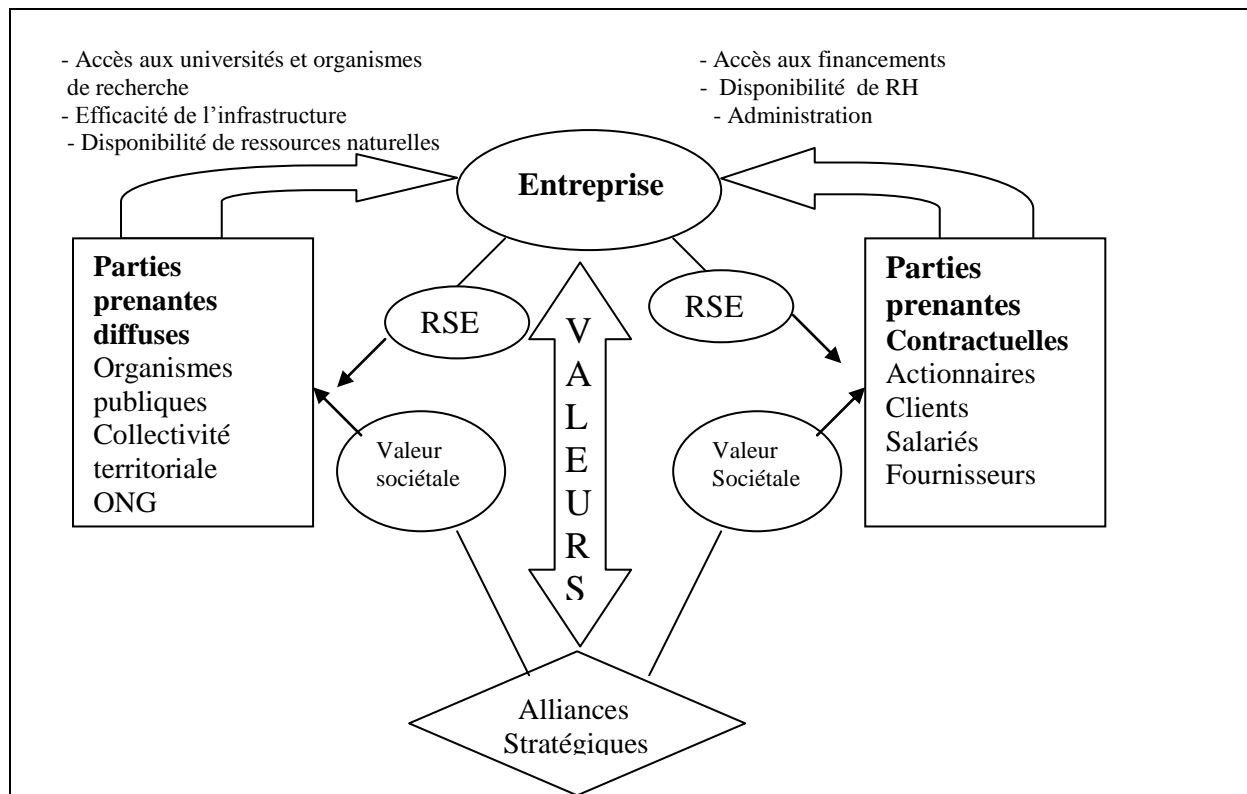 - Accès aux universités et organismes
de recherche
- Efficacité de l'infrastructure
- Disponibilité de ressources naturelles
- Accès aux financements
- Disponibilité de RH
- Administration
Entreprise
Parties
prenantes
diffuses
Organismes
publiques
Collectivité
territoriale
ONG
RSE
VALEURS
RSE
Parties
prenantes
Contractuelles
Actionnaires
Clients
Salariés
Fournisseurs
Valeur
sociétale
Valeur
Sociétale
Alliances
Stratégiques